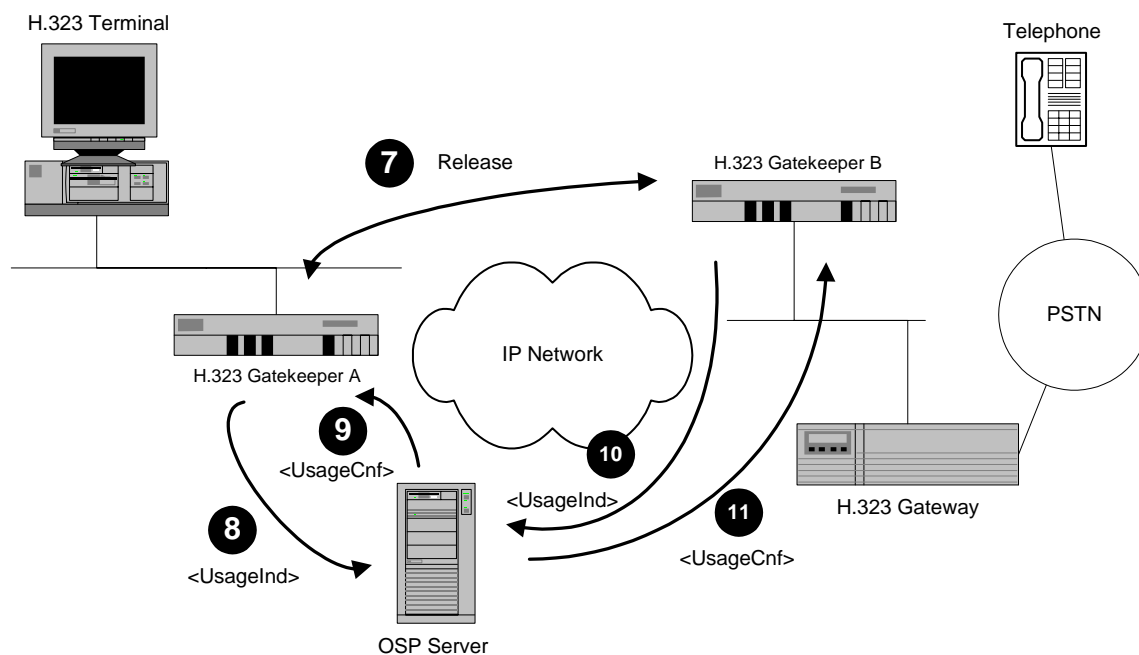 H.323 Terminal
Telephone
7
Release
H.323 Gatekeeper B
IP Network
PSTN
H.323 Gatekeeper A
9
<UsageCnf>
10
<UsageInd>
8
<UsageInd>
11
<UsageCnf>
H.323 Gateway
OSP Server